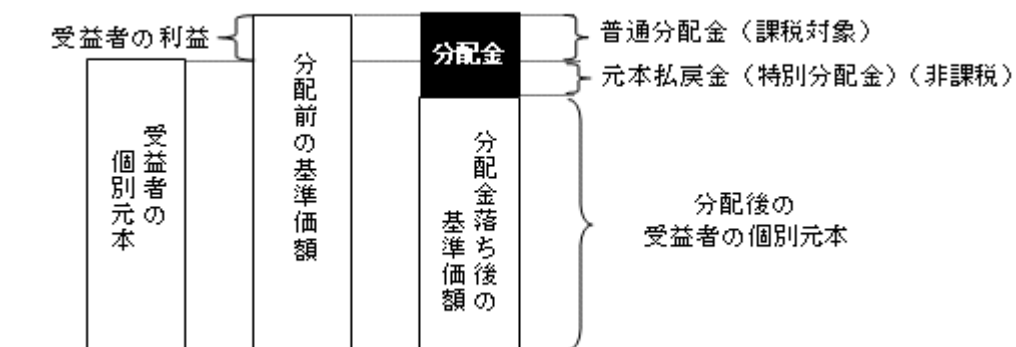 受益者の利益
受益者の
個別元本
分配前の基準価額
分配金
分配金落ち後の
基準価額
普通分配金（課税対象）
元本払戻金（特別分配金）（非課税）
分配後の
受益者の個別元本